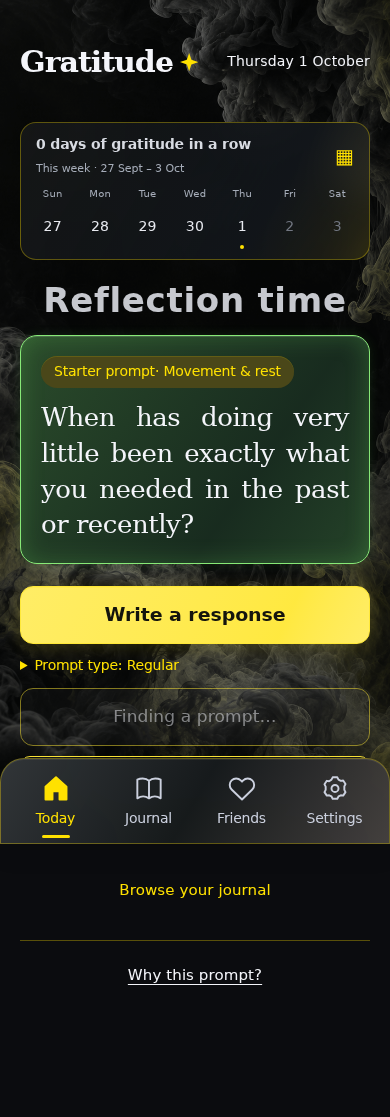 Gratitude
Thursday 1 October
0 days of gratitude in a row
This week · 27 Sept – 3 Oct
Sun Mon Tue Wed Thu Fri Sat
27 28 29 30 1 2 3
Reflection time
Starter prompt· Movement & rest
When has doing very
little been exactly what
you needed in the past
or recently?
Write a response
Prompt type: Regular
Finding a prompt...
Today Journal Friends Settings
Browse your journal
Why this prompt?